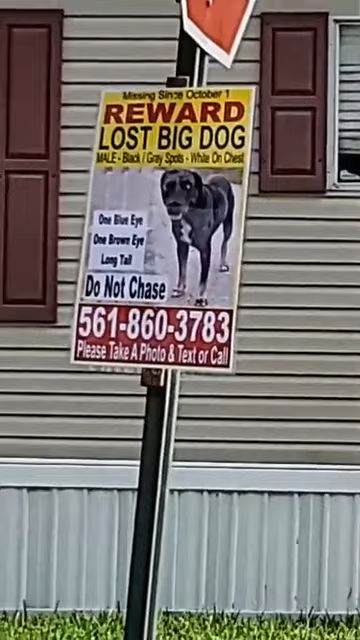 Missing Since October 1
REWARD
LOST BIG DOG
MALE - Black / Gray Spots - White On Chest
One Blue Eye
One Brown Eye
Long Tail
Do Not Chase
561-860-3783
Please Take A Photo & Text or Call